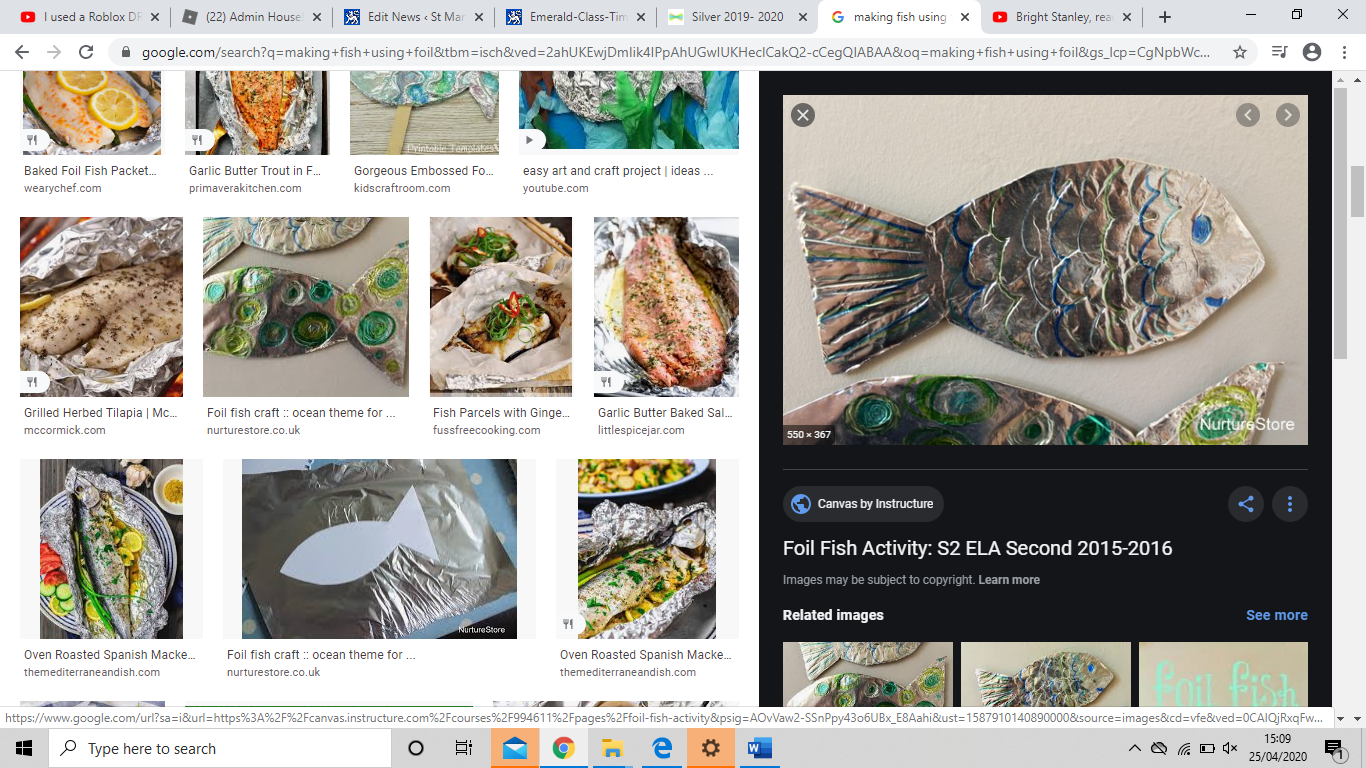 I used a Roblox DI
(22) Admin House
Edit News ‹ St Mar
Emerald-Class-Tim
Silver 2019- 2020
making fish using
Bright Stanley, rea
google.com/search?q=making+fish+using+foil&tbm=isch&ved=2ahUKEwjDmIik4IPpAhUGwIUKHecICakQ2-cCegQIABAA&oq=making+fish+using+foil&gs_lcp=CgNpbWc...
Printable Templates
Baked Foil Fish Packet...
wearychef.com
Garlic Butter Trout in F...
primaverakitchen.com
Gorgeous Embossed Fo...
kidscraftroom.com
easy art and craft project | ideas ...
youtube.com
Grilled Herbed Tilapia | Mc...
mccormick.com
Foil fish craft :: ocean theme for ...
nurturestore.co.uk
Fish Parcels with Ginge...
fussfreecooking.com
Garlic Butter Baked Sal...
littlespicejar.com
NurtureStore
Oven Roasted Spanish Macke...
themediterraneandish.com
Foil fish craft :: ocean theme for ...
nurturestore.co.uk
Oven Roasted Spanish Macke...
themediterraneandish.com
NurtureStore
550 × 367
Canvas by Instructure
Foil Fish Activity: S2 ELA Second 2015-2016
Images may be subject to copyright. Learn more
Related images
See more
foil fish
https://www.google.com/url?sa=i&url=https%3A%2F%2Fcanvas.instructure.com%2Fcourses%2F994611%2Fpages%2Ffoil-fish-activity&psig=AOvVaw2-SSnPpy43o6UBx_E8Aahi&ust=1587910140890000&source=images&cd=vfe&ved=0CAIQjRxqFw...
Type here to search
15:09
25/04/2020
1